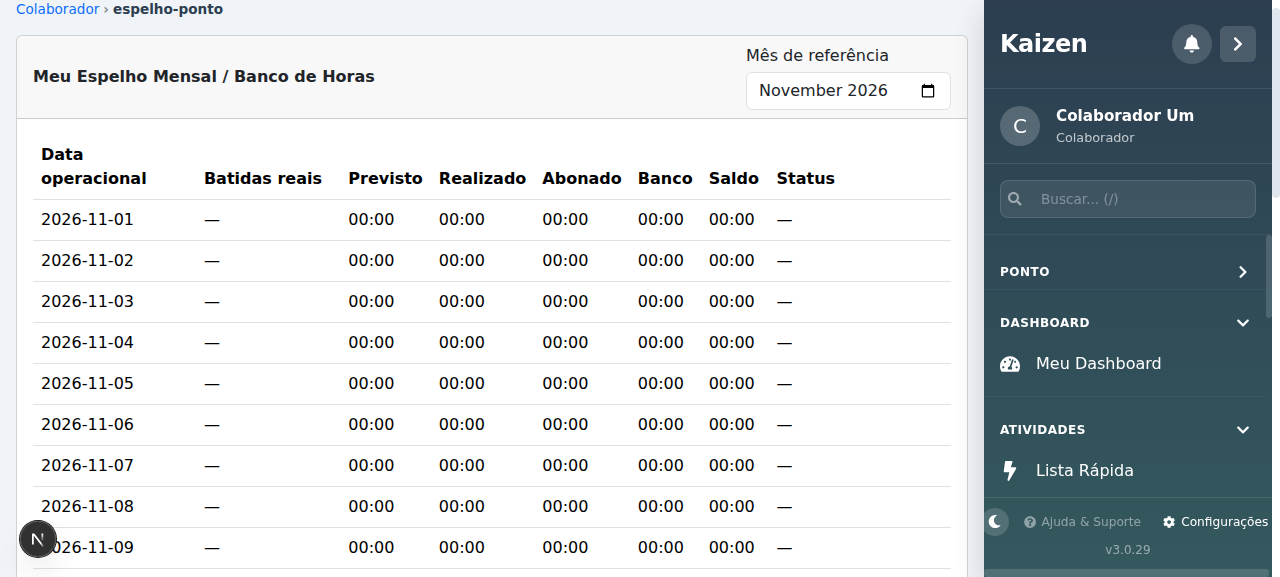 Colaborador › espelho-ponto
Meu Espelho Mensal / Banco de Horas
Mês de referência
November 2026
Data operacional Batidas reais Previsto Realizado Abonado Banco Saldo Status
2026-11-01 — 00:00 00:00 00:00 00:00 00:00 —
2026-11-02 — 00:00 00:00 00:00 00:00 00:00 —
2026-11-03 — 00:00 00:00 00:00 00:00 00:00 —
2026-11-04 — 00:00 00:00 00:00 00:00 00:00 —
2026-11-05 — 00:00 00:00 00:00 00:00 00:00 —
2026-11-06 — 00:00 00:00 00:00 00:00 00:00 —
2026-11-07 — 00:00 00:00 00:00 00:00 00:00 —
2026-11-08 — 00:00 00:00 00:00 00:00 00:00 —
26-11-09 — 00:00 00:00 00:00 00:00 00:00 —
N
Kaizen
C
Colaborador Um
Colaborador
Buscar... (/)
PONTO
DASHBOARD
Meu Dashboard
ATIVIDADES
Lista Rápida
Ajuda & Suporte Configurações
v3.0.29